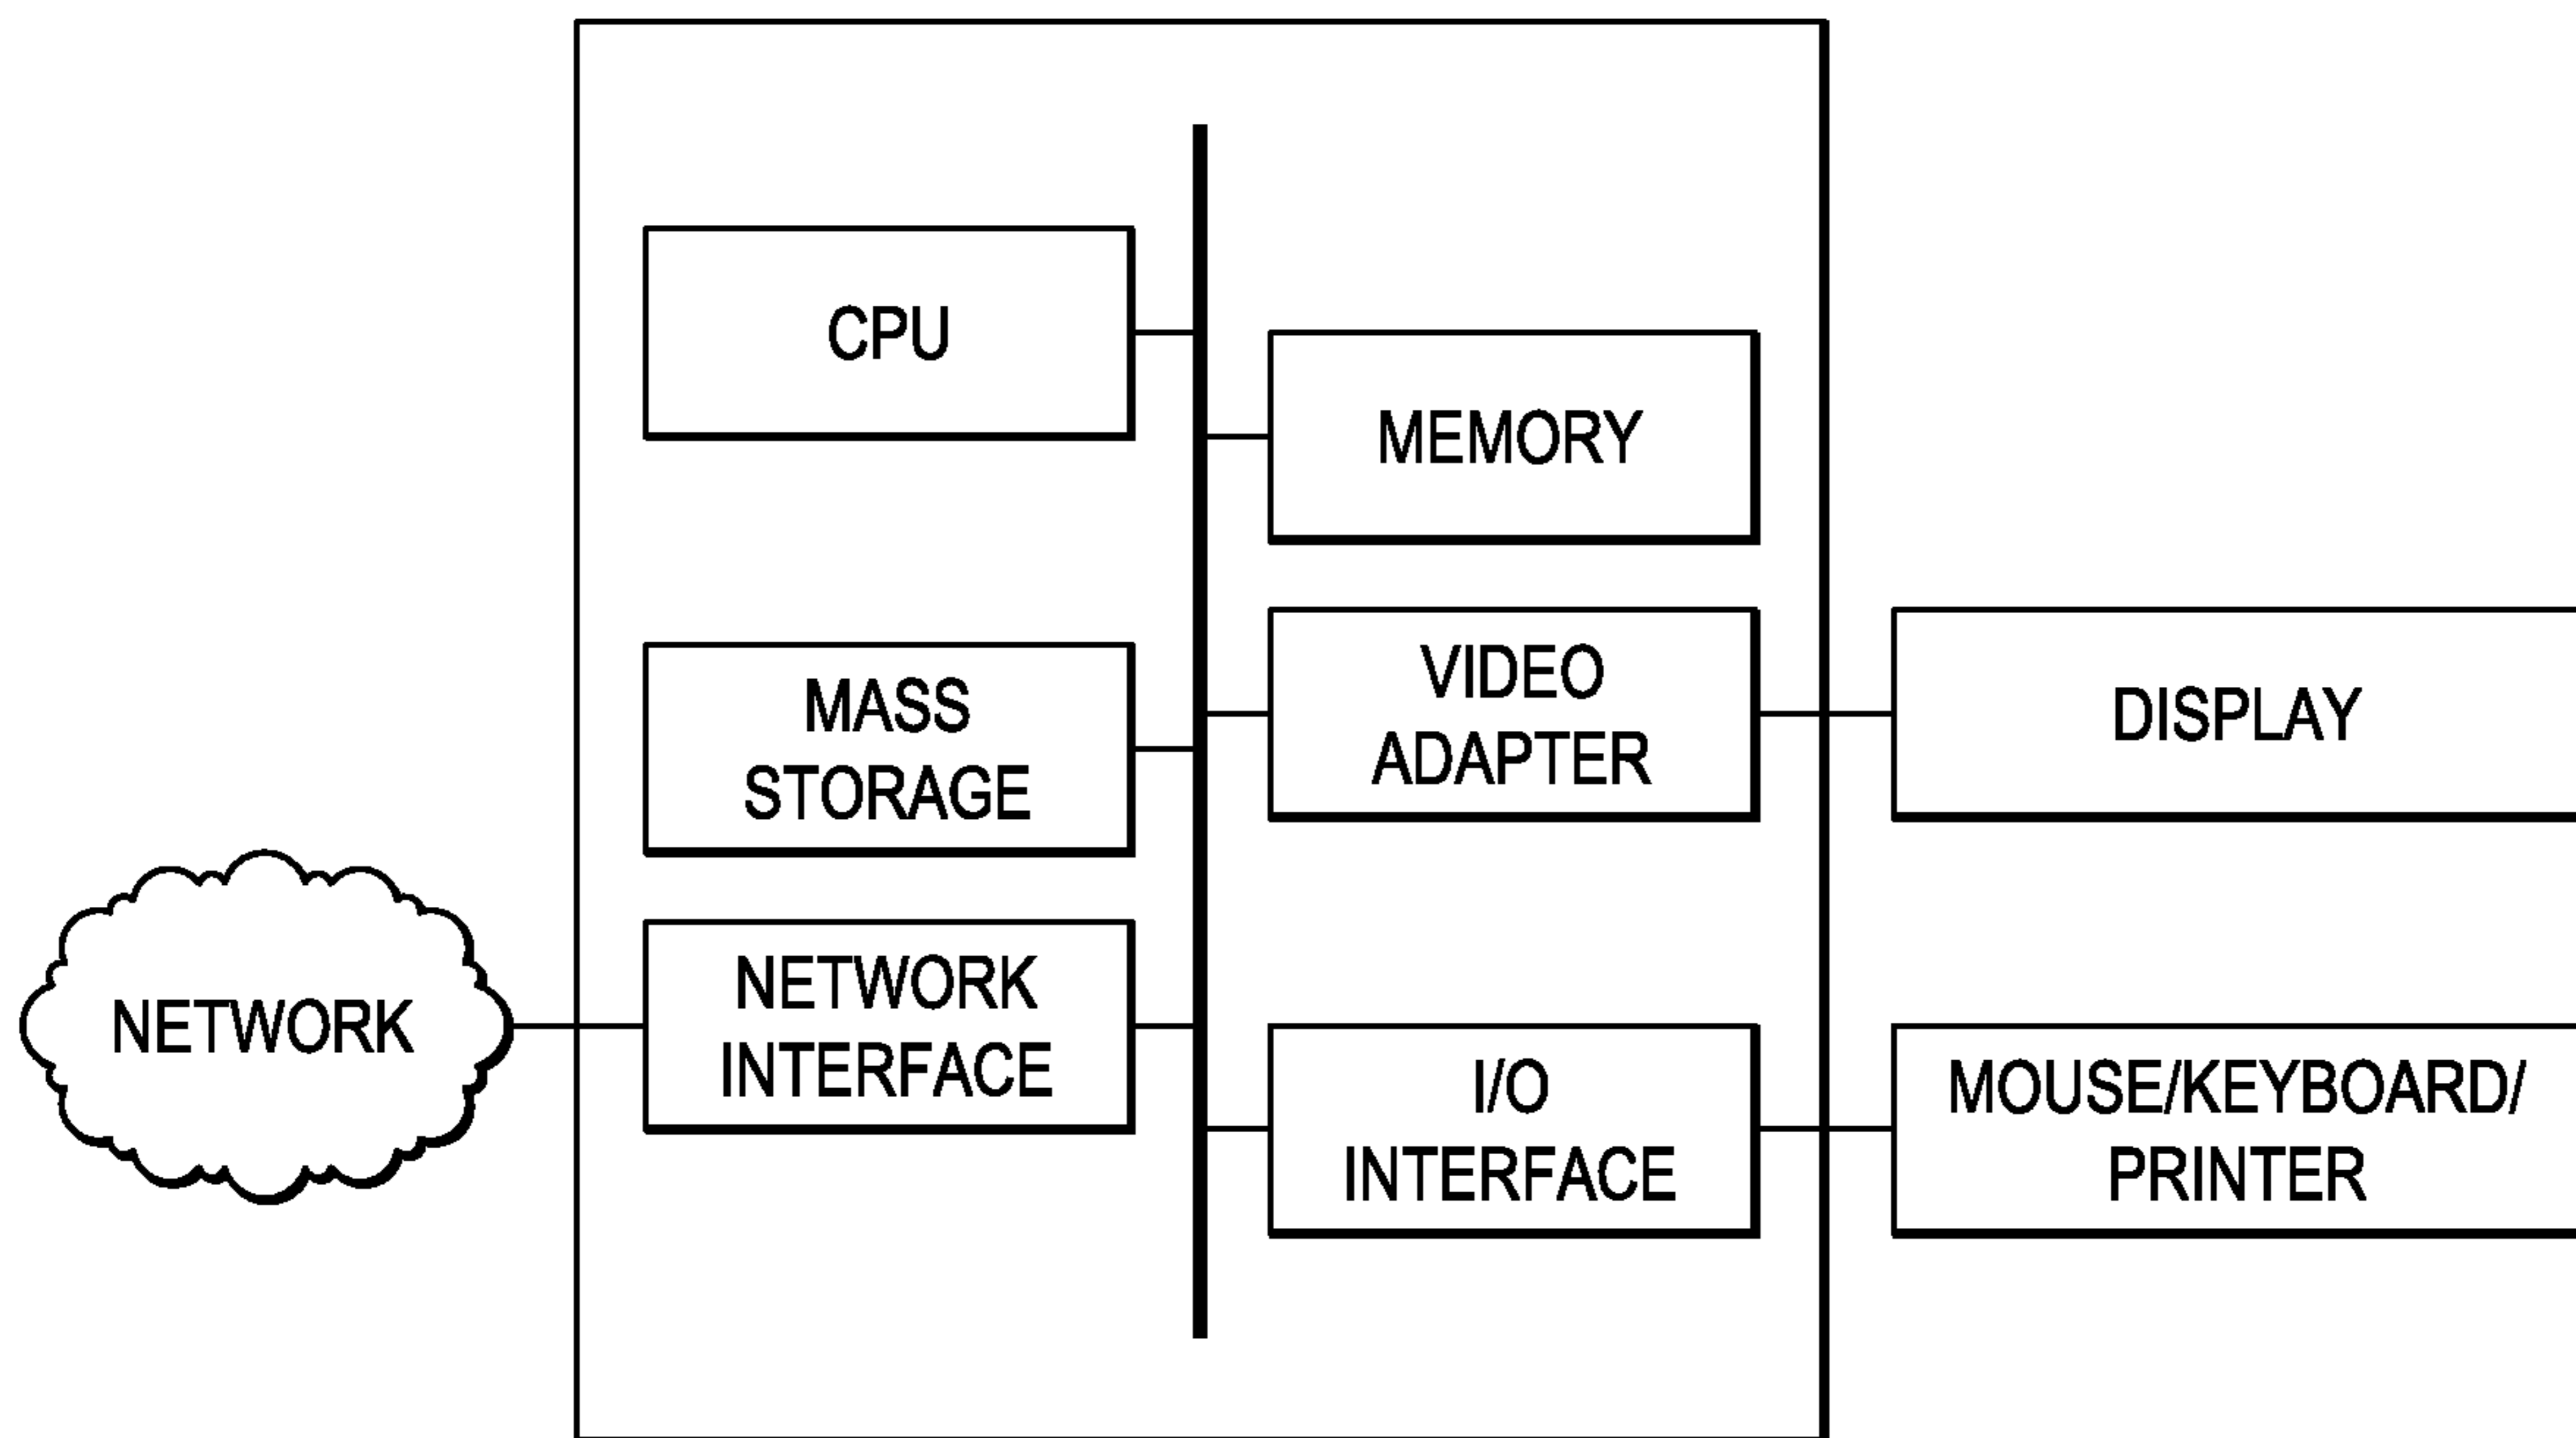 CPU
MEMORY
MASS
STORAGE
VIDEO
ADAPTER
DISPLAY
NETWORK
NETWORK
INTERFACE
I/O
INTERFACE
MOUSE/KEYBOARD/
PRINTER